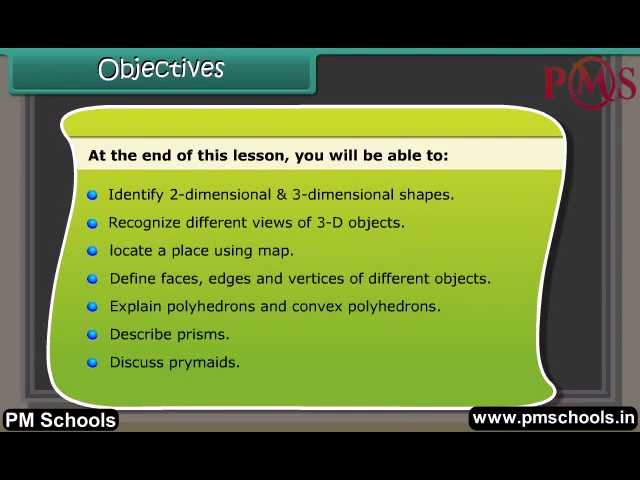 Objectives
PMS
At the end of this lesson, you will be able to:
Identify 2-dimensional & 3-dimensional shapes.
Recognize different views of 3-D objects.
locate a place using map.
Define faces, edges and vertices of different objects.
Explain polyhedrons and convex polyhedrons.
Describe prisms.
Discuss prymaids.
PM Schools
www.pmschools.in